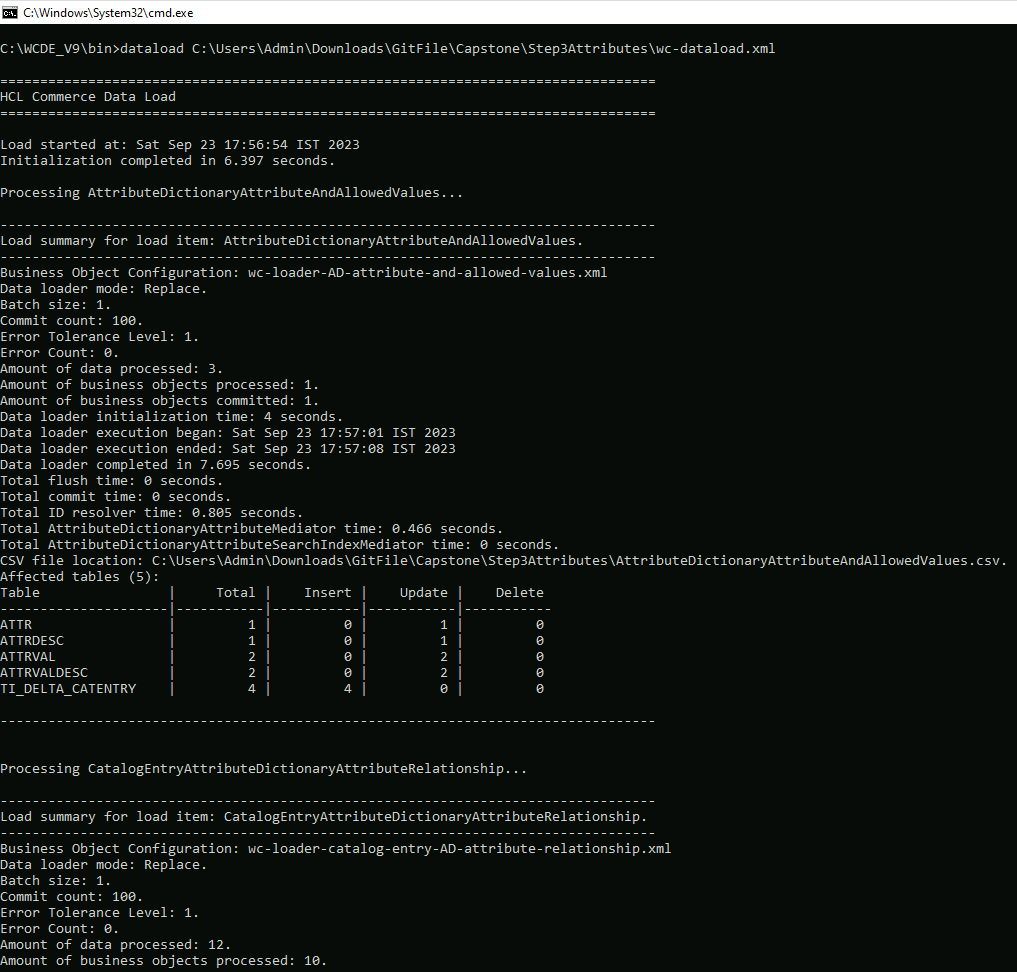 C:\Windows\System32\cmd.exe
C:\WCDE_V9\bin>dataload C:\Users\Admin\Downloads\GitFile\Capstone\Step3Attributes\wc-dataload.xml
==================================================================================
HCL Commerce Data Load
==================================================================================
Load started at: Sat Sep 23 17:56:54 IST 2023
Initialization completed in 6.397 seconds.
Processing AttributeDictionaryAttributeAndAllowedValues...
----------------------------------------------------------------------------------
Load summary for load item: AttributeDictionaryAttributeAndAllowedValues.
----------------------------------------------------------------------------------
Business Object Configuration: wc-loader-AD-attribute-and-allowed-values.xml
Data loader mode: Replace.
Batch size: 1.
Commit count: 100.
Error Tolerance Level: 1.
Error Count: 0.
Amount of data processed: 3.
Amount of business objects processed: 1.
Amount of business objects committed: 1.
Data loader initialization time: 4 seconds.
Data loader execution began: Sat Sep 23 17:57:01 IST 2023
Data loader execution ended: Sat Sep 23 17:57:08 IST 2023
Data loader completed in 7.695 seconds.
Total flush time: 0 seconds.
Total commit time: 0 seconds.
Total ID resolver time: 0.805 seconds.
Total AttributeDictionaryAttributeMediator time: 0.466 seconds.
Total AttributeDictionaryAttributeSearchIndexMediator time: 0 seconds.
CSV file location: C:\Users\Admin\Downloads\GitFile\Capstone\Step3Attributes\AttributeDictionaryAttributeAndAllowedValues.csv.
Affected tables (5):
Table                |     Total |    Insert |    Update |    Delete
---------------------|-----------|-----------|-----------|-----------
ATTR                 |         1 |         0 |         1 |         0
ATTRDESC             |         1 |         0 |         1 |         0
ATTRVAL              |         2 |         0 |         2 |         0
ATTRVALDESC          |         2 |         0 |         2 |         0
TI_DELTA_CATENTRY    |         4 |         4 |         0 |         0
----------------------------------------------------------------------------------
Processing CatalogEntryAttributeDictionaryAttributeRelationship...
----------------------------------------------------------------------------------
Load summary for load item: CatalogEntryAttributeDictionaryAttributeRelationship.
----------------------------------------------------------------------------------
Business Object Configuration: wc-loader-catalog-entry-AD-attribute-relationship.xml
Data loader mode: Replace.
Batch size: 1.
Commit count: 100.
Error Tolerance Level: 1.
Error Count: 0.
Amount of data processed: 12.
Amount of business objects processed: 10.